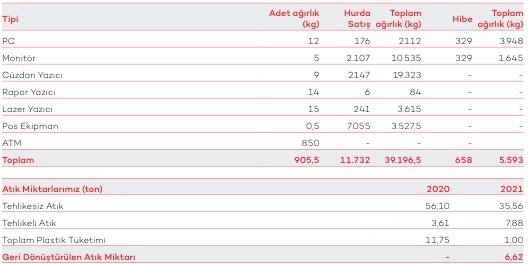 Tipi Adet ağırlık (kg) Hurda Satış Toplam ağırlık (kg) Hibe Toplam ağırlık (kg)
PC 12 176 2112 329 3.948
Monitör 5 2.107 10.535 329 1.645
Cüzdan Yazıcı 9 2147 19.323 - -
Rapor Yazıcı 14 6 84 - -
Lazer Yazıcı 15 241 3.615 - -
Pos Ekipman 0,5 7.055 3.527,5 - -
ATM 850 - - - -
Toplam 905,5 11.732 39.196,5 658 5.593
Atık Miktarlarımız (ton) 2020 2021
Tehlikesiz Atık 56,10 35,56
Tehlikeli Atık 3,61 7,88
Toplam Plastik Tüketimi 11,75 1,00
Geri Dönüştürülen Atık Miktarı - 6,62